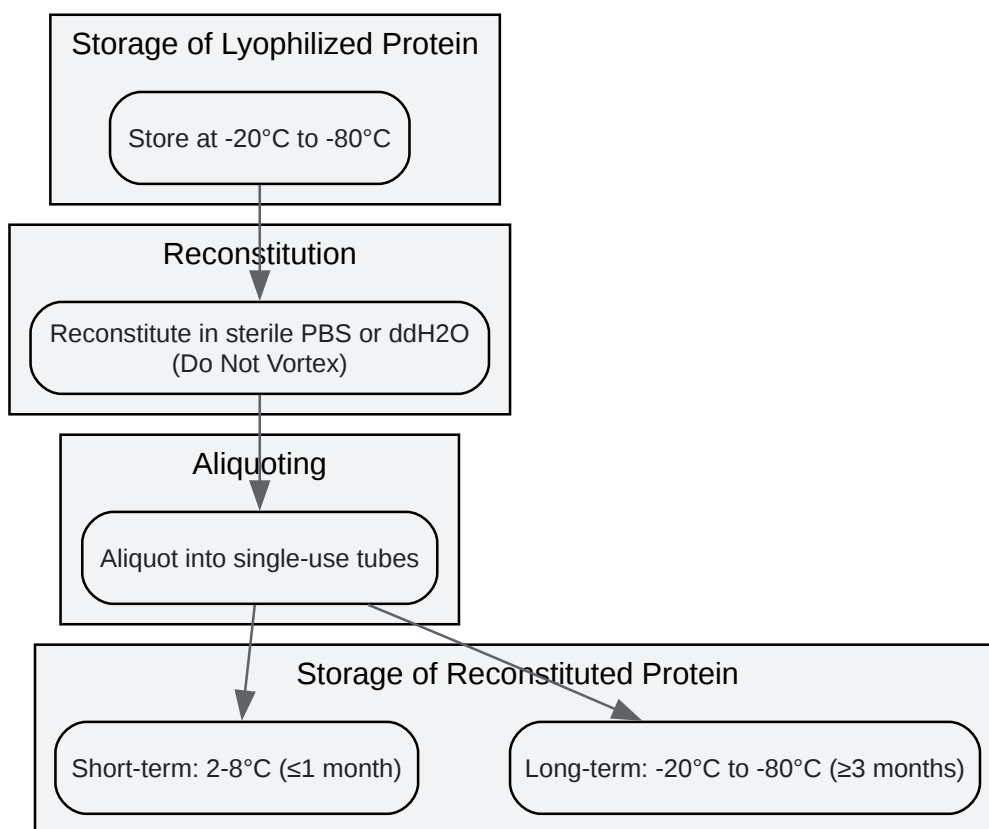 Storage of Lyophilized Protein
Store at -20°C to -80°C
Reconstitution
Reconstitute in sterile PBS or ddH2O
(Do Not Vortex)
Aliquoting
Aliquot into single-use tubes
Storage of Reconstituted Protein
Short-term: 2-8°C (≤1 month)
Long-term: -20°C to -80°C (≥3 months)